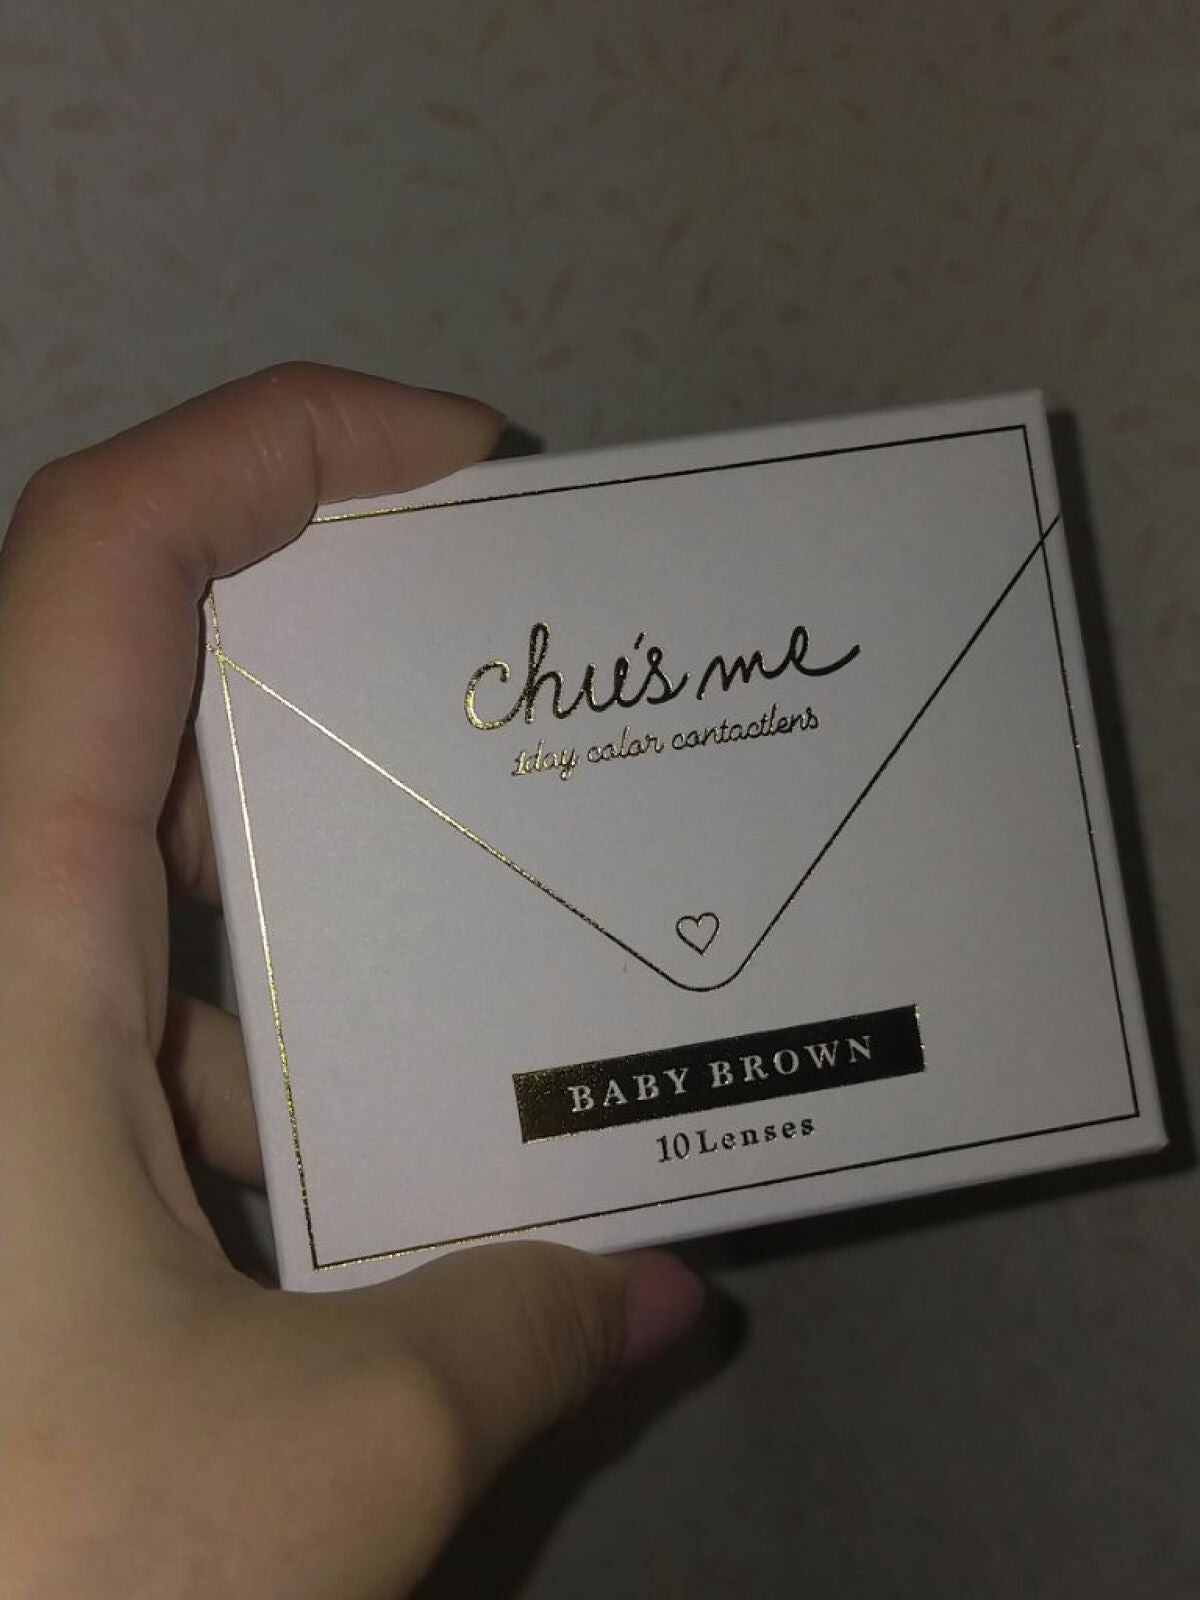 chu's me
1day color contactlens
BABY BROWN
10 Lenses